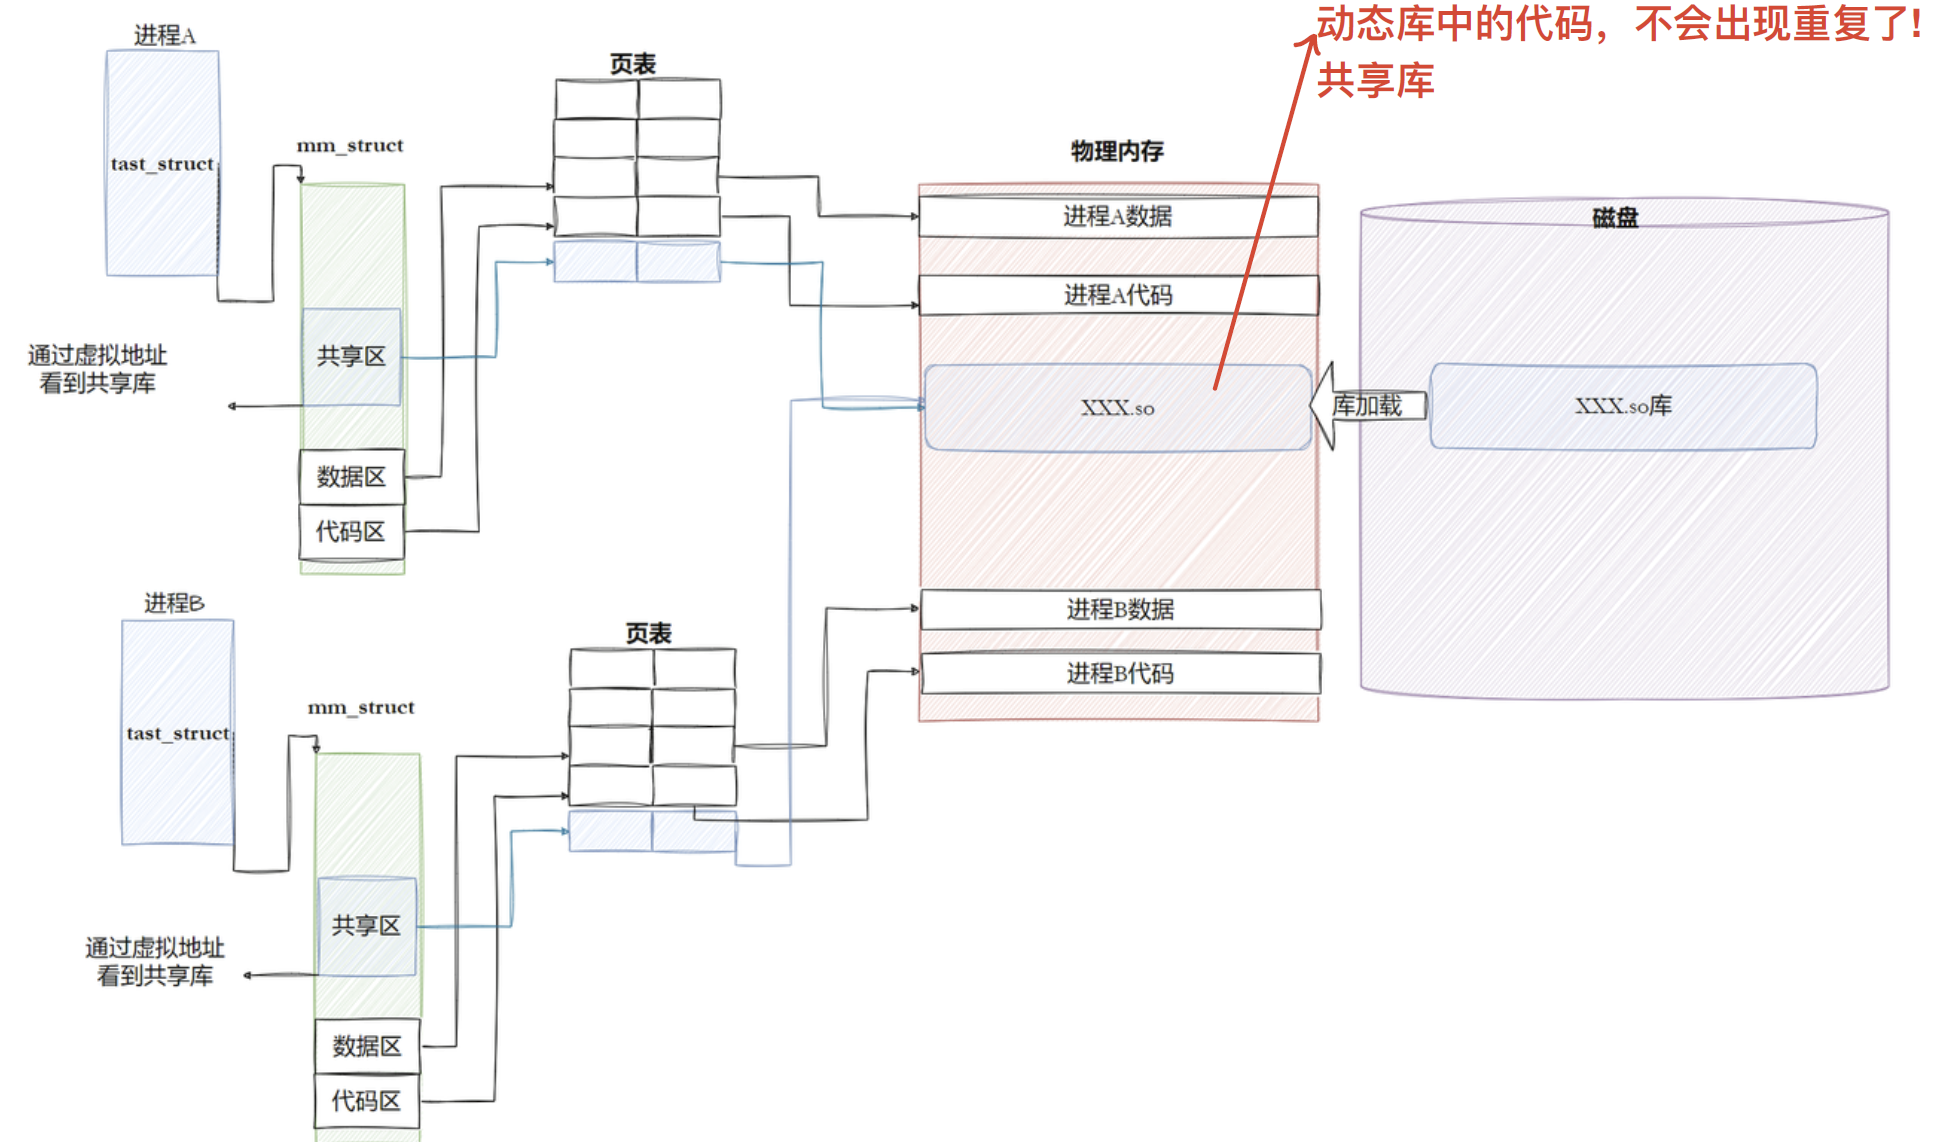 动态库中的代码，不会出现重复了!
共享库
进程A
tast_struct
mm_struct
页表
物理内存
磁盘
进程A数据
进程A代码
共享区
通过虚拟地址
看到共享库
XXX.so
库加载
XXX.so库
数据区
代码区
进程B
tast_struct
mm_struct
页表
进程B数据
进程B代码
共享区
通过虚拟地址
看到共享库
数据区
代码区